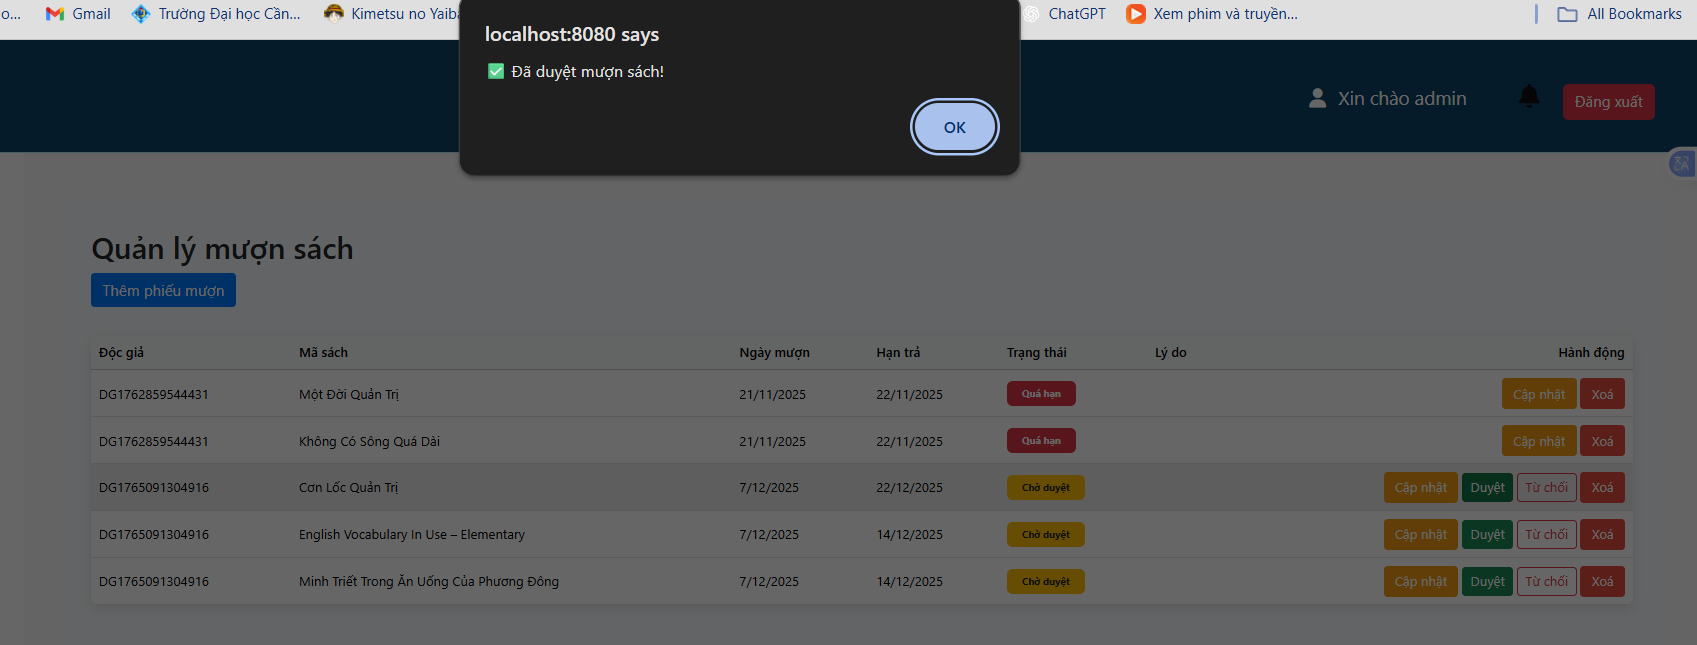 o...
Gmail
Trường Đại học Cần...
Kimetsu no Yaiba
ChatGPT
Xem phim và truyền...
All Bookmarks
localhost:8080 says
✅ Đã duyệt mượn sách!
OK
Xin chào admin
Đăng xuất
Quản lý mượn sách
Thêm phiếu mượn
Độc giả Mã sách Ngày mượn Hạn trả Trạng thái Lý do Hành động
DG1762859544431 Một Đời Quản Trị 21/11/2025 22/11/2025 Quá hạn Cập nhật Xoá
DG1762859544431 Không Có Sông Quá Dài 21/11/2025 22/11/2025 Quá hạn Cập nhật Xoá
DG1765091304916 Cơn Lốc Quản Trị 7/12/2025 22/12/2025 Chờ duyệt Cập nhật Duyệt Từ chối Xoá
DG1765091304916 English Vocabulary In Use – Elementary 7/12/2025 14/12/2025 Chờ duyệt Cập nhật Duyệt Từ chối Xoá
DG1765091304916 Minh Triết Trong Ăn Uống Của Phương Đông 7/12/2025 14/12/2025 Chờ duyệt Cập nhật Duyệt Từ chối Xoá